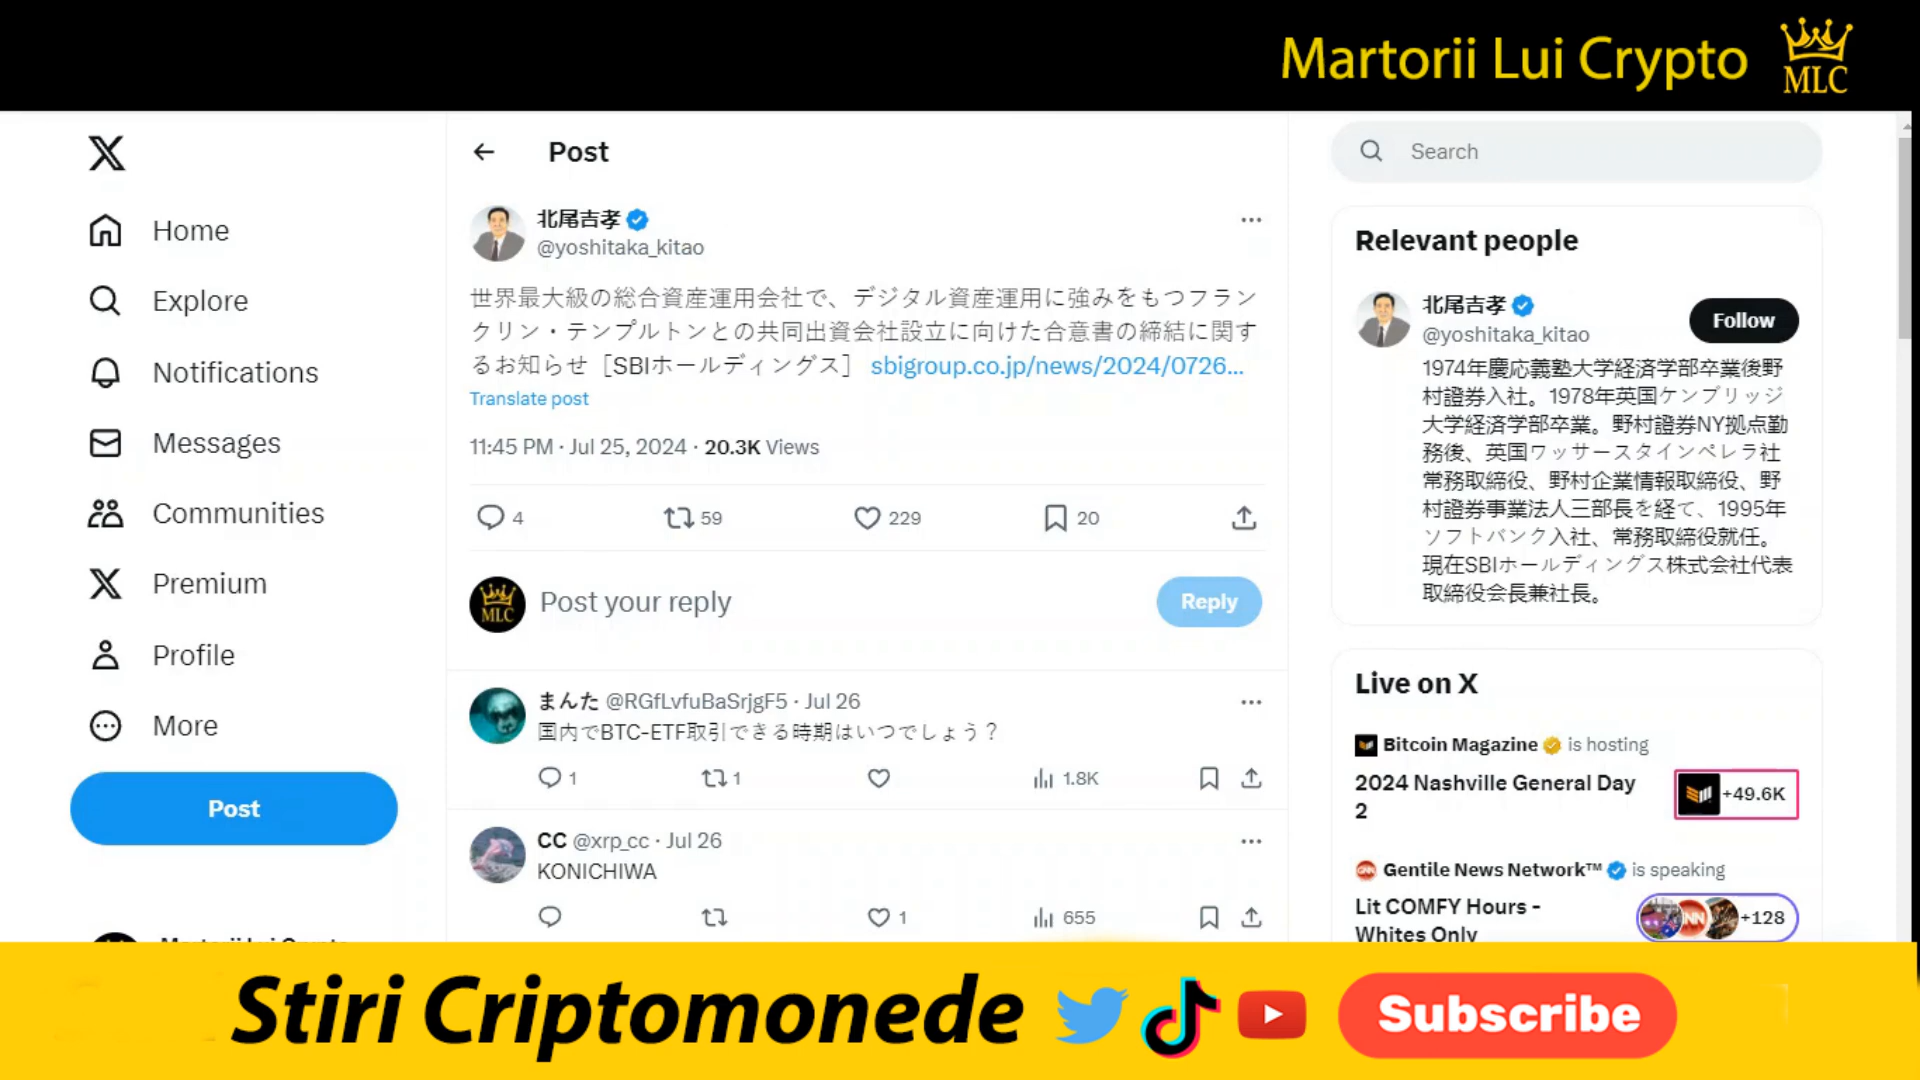 Martorii Lui Crypto
MLC
Home
Explore
Notifications
Messages
Communities
Premium
Profile
More
Post
Post
北尾吉孝
@yoshitaka_kitao
世界最大級の総合資産運用会社で、デジタル資産運用に強みをもつフラン
クリン・テンプルトンとの共同出資会社設立に向けた合意書の締結に関す
るお知らせ［SBIホールディングス］ sbigroup.co.jp/news/2024/0726...
Translate post
11:45 PM · Jul 25, 2024 · 20.3K Views
4 59 229 20
MLC
Post your reply
Reply
まんた @RGfLvfuBaSrjgF5 · Jul 26
国内でBTC-ETF取引できる時期はいつでしょう？
1 1 1.8K
CC @xrp_cc · Jul 26
KONICHIWA
1 655
Search
Relevant people
北尾吉孝
@yoshitaka_kitao
Follow
1974年慶応義塾大学経済学部卒業後野
村證券入社。1978年英国ケンブリッジ
大学経済学部卒業。野村證券NY拠点勤
務後、英国ワッサースタインペレラ社
常務取締役、野村企業情報取締役、野
村證券事業法人三部長を経て、1995年
ソフトバンク入社、常務取締役就任。
現在SBIホールディングス株式会社代表
取締役会長兼社長。
Live on X
Bitcoin Magazine is hosting
2024 Nashville General Day
2
+49.6K
Gentile News Network™ is speaking
Lit COMFY Hours -
Whites Only
+128
Stiri Criptomonede
Subscribe